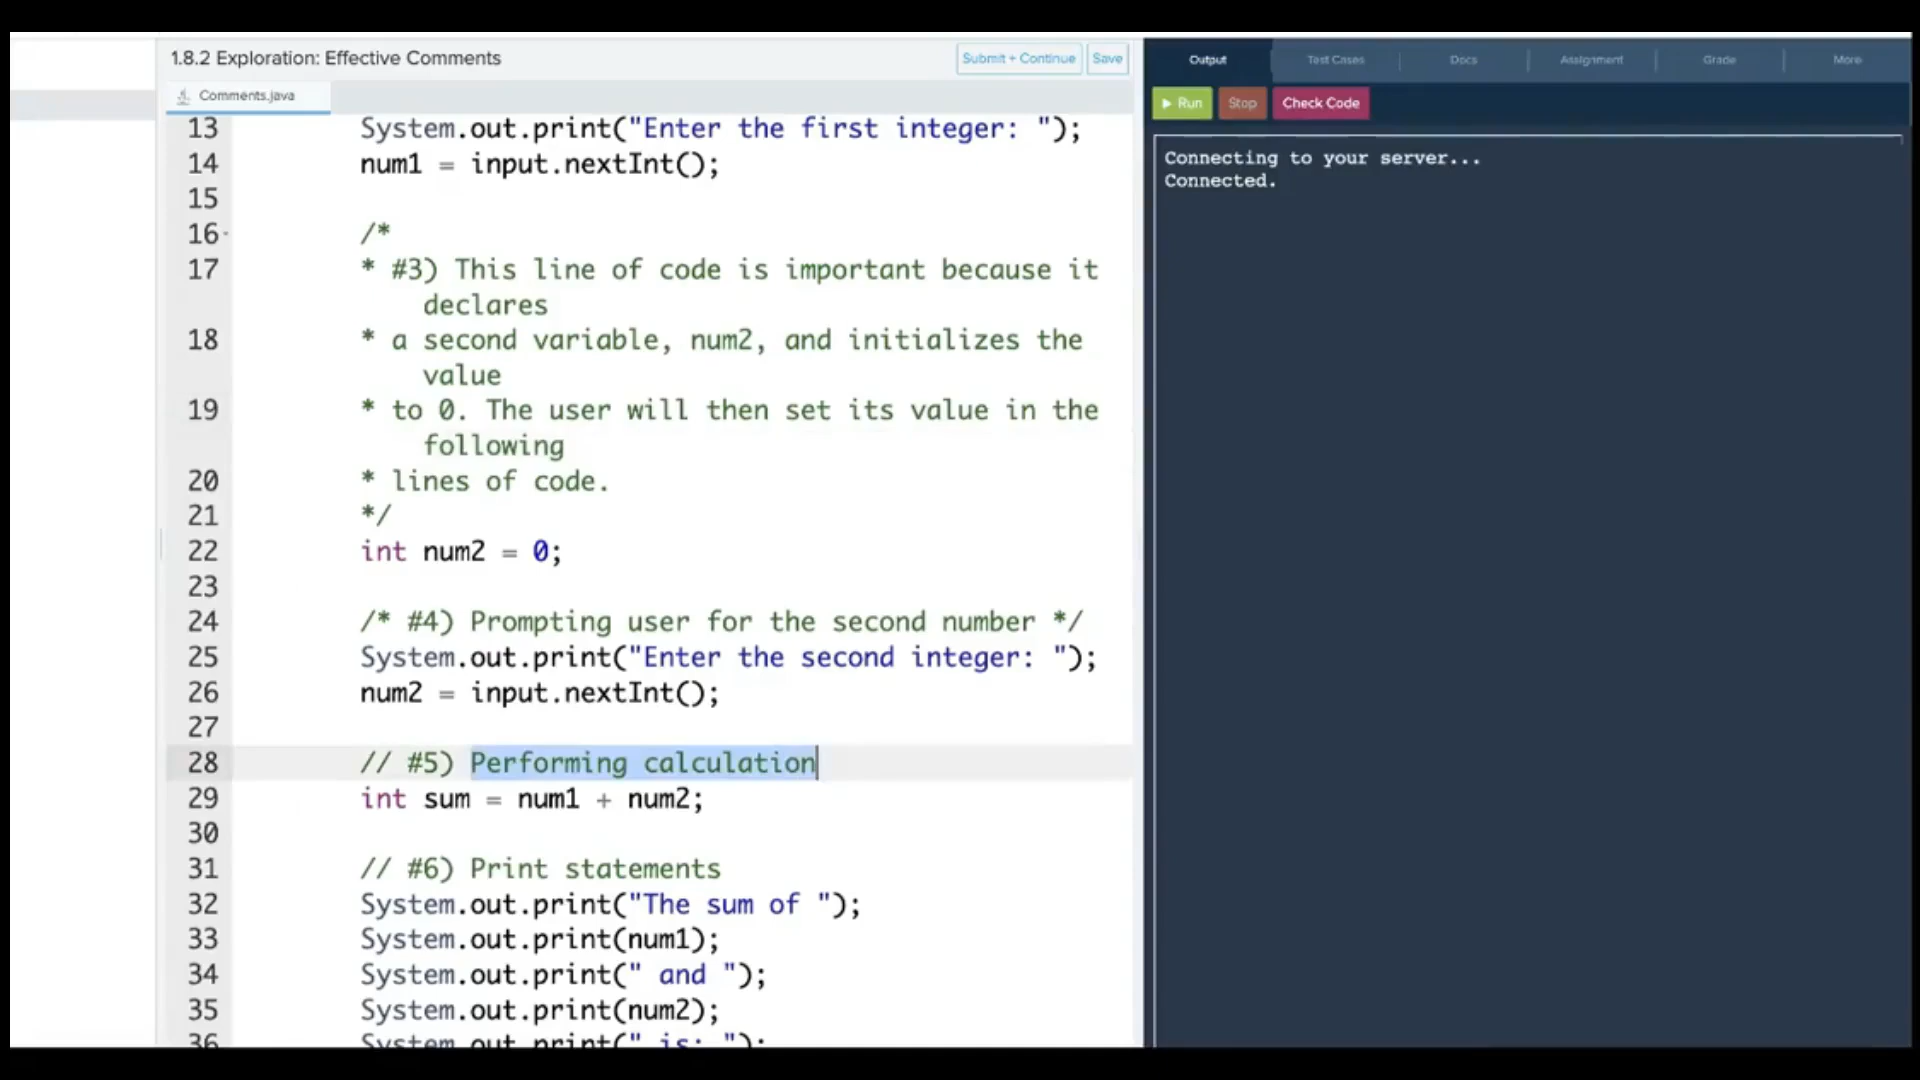 1.8.2 Exploration: Effective Comments
Submit + Continue
Save
Comments.java
13 System.out.print("Enter the first integer: ");
14 num1 = input.nextInt();
15
16 /*
17 * #3) This line of code is important because it
declares
18 * a second variable, num2, and initializes the
value
19 * to 0. The user will then set its value in the
following
20 * lines of code.
21 */
22 int num2 = 0;
23
24 /* #4) Prompting user for the second number */
25 System.out.print("Enter the second integer: ");
26 num2 = input.nextInt();
27
28 // #5) Performing calculation
29 int sum = num1 + num2;
30
31 // #6) Print statements
32 System.out.print("The sum of ");
33 System.out.print(num1);
34 System.out.print(" and ");
35 System.out.print(num2);
36 System.out.print(" is: ");
Output
Test Cases
Docs
Assignment
Grade
More
Run
Stop
Check Code
Connecting to your server...
Connected.